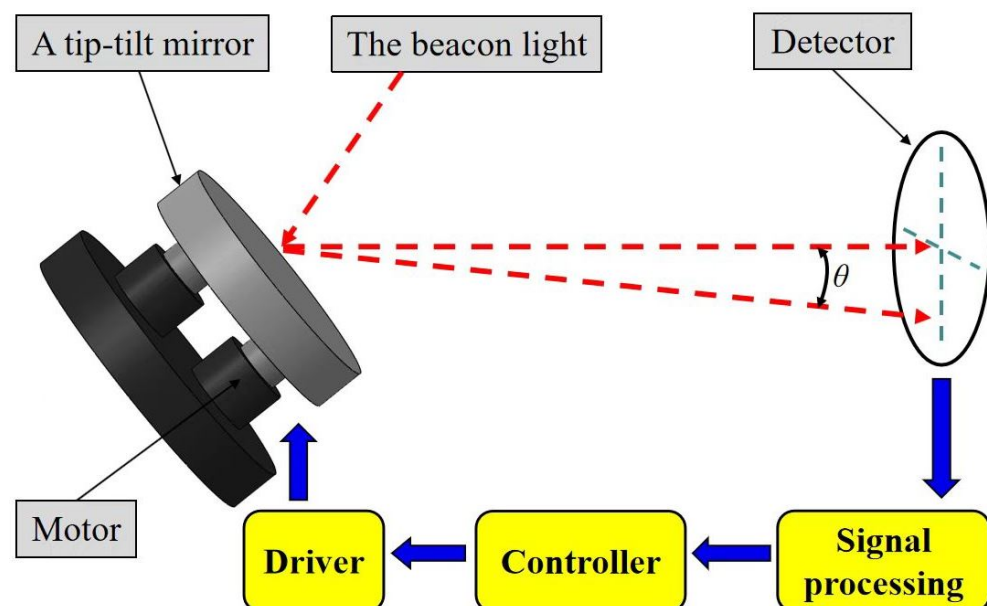 A tip-tilt mirror
The beacon light
Detector
θ
Motor
Driver
Controller
Signal
processing